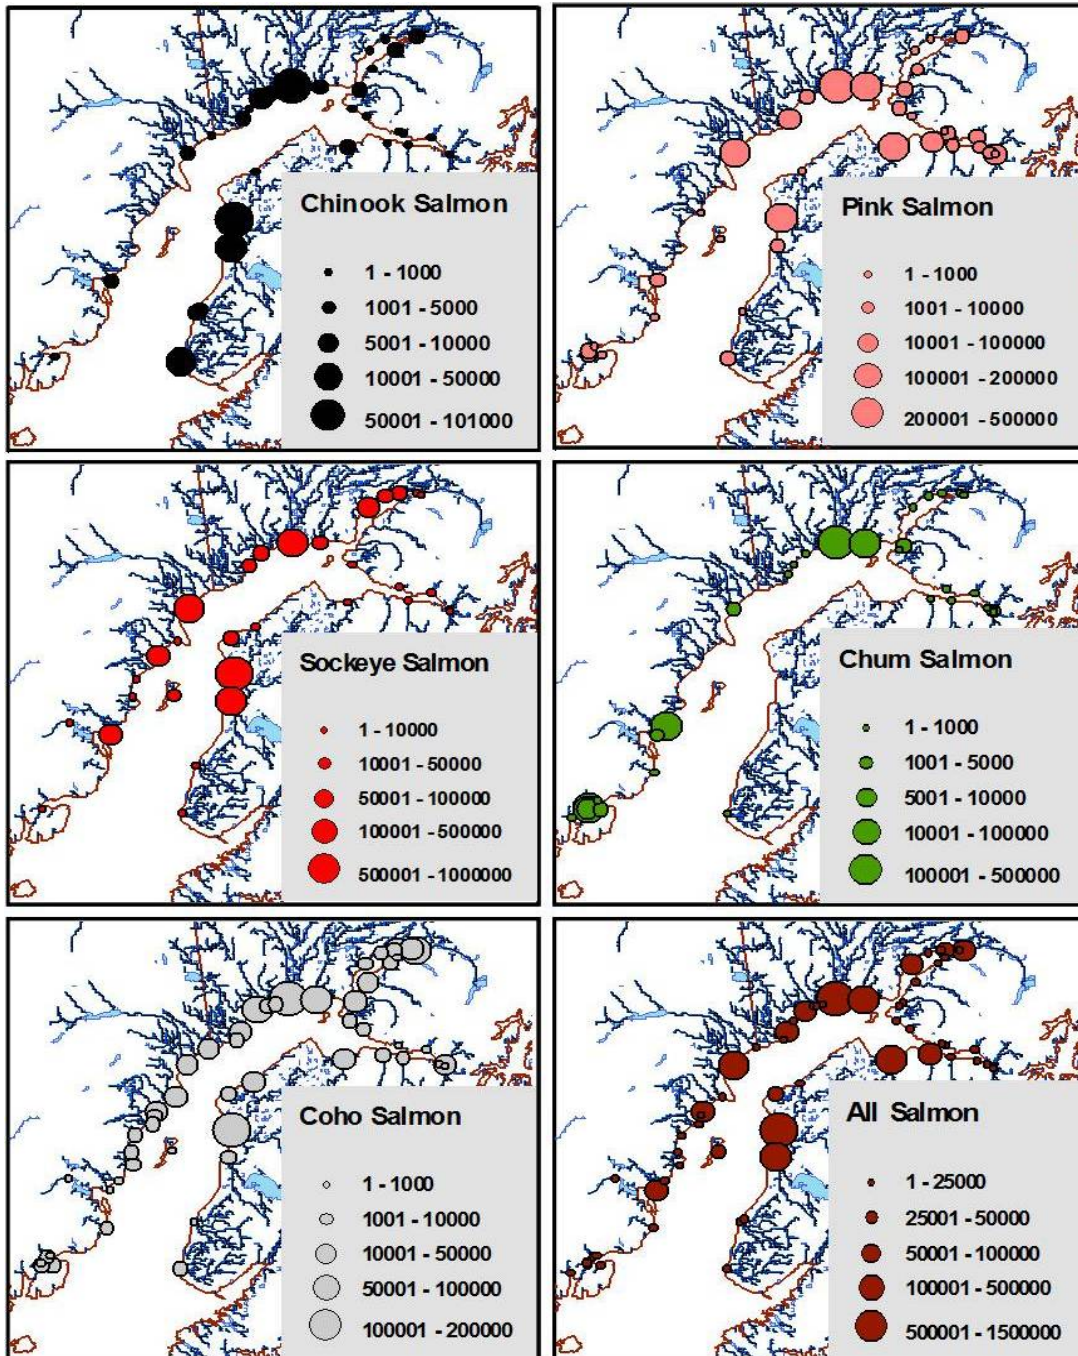 Chinook Salmon
1 - 1000
1001 - 5000
5001 - 10000
10001 - 50000
50001 - 101000
Pink Salmon
1 - 1000
1001 - 10000
10001 - 100000
100001 - 200000
200001 - 500000
Sockeye Salmon
1 - 10000
10001 - 50000
50001 - 100000
100001 - 500000
500001 - 1000000
Chum Salmon
1 - 1000
1001 - 5000
5001 - 10000
10001 - 100000
100001 - 500000
Coho Salmon
1 - 1000
1001 - 10000
10001 - 50000
50001 - 100000
100001 - 200000
All Salmon
1 - 25000
25001 - 50000
50001 - 100000
100001 - 500000
500001 - 1500000